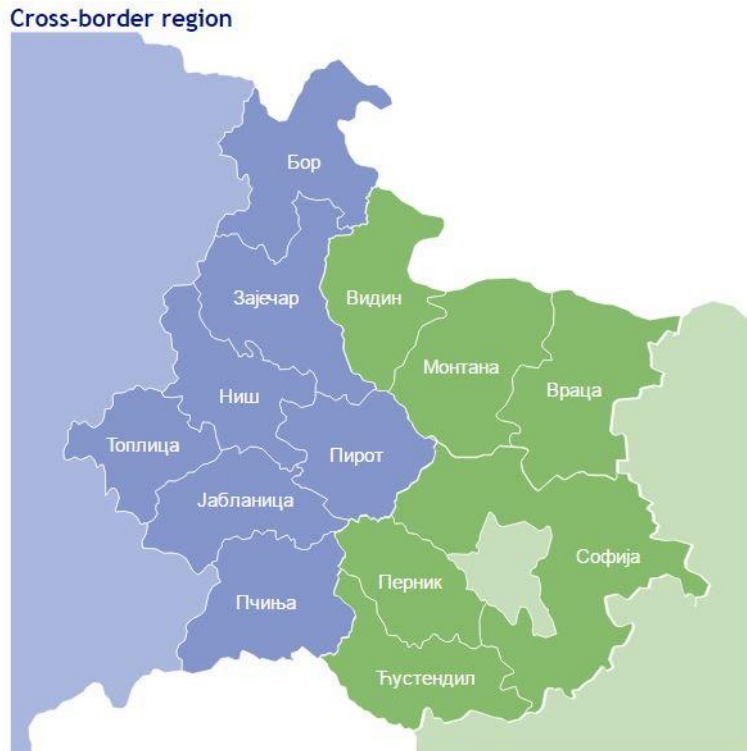 Cross-border region
Бор
Зајечар
Видин
Монтана
Враца
Ниш
Топлица
Пирот
Јабланица
Софија
Перник
Пчиња
Ћустендил